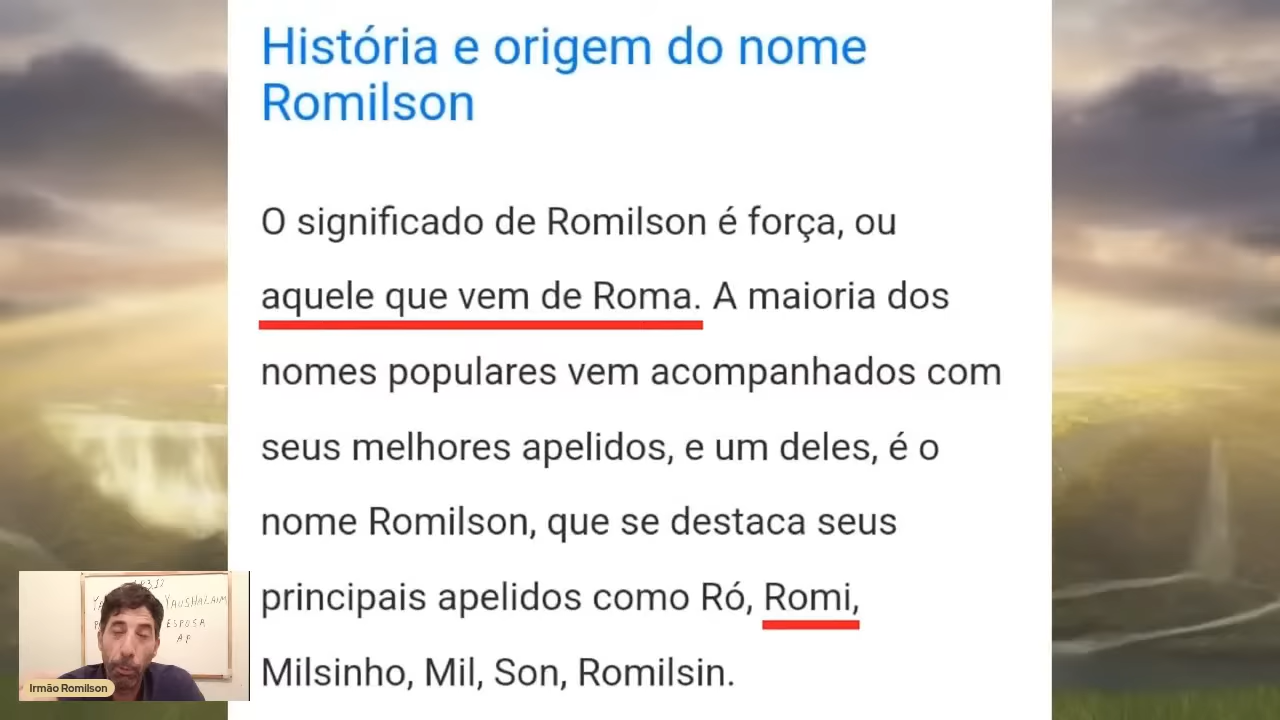 História e origem do nome
Romilson
O significado de Romilson é força, ou
aquele que vem de Roma. A maioria dos
nomes populares vem acompanhados com
seus melhores apelidos, e um deles, é o
nome Romilson, que se destaca seus
principais apelidos como Ró, Romi,
Milsinho, Mil, Son, Romilsin.
YAUSHALAIM
ESPOSA
AP
Irmão Romilson